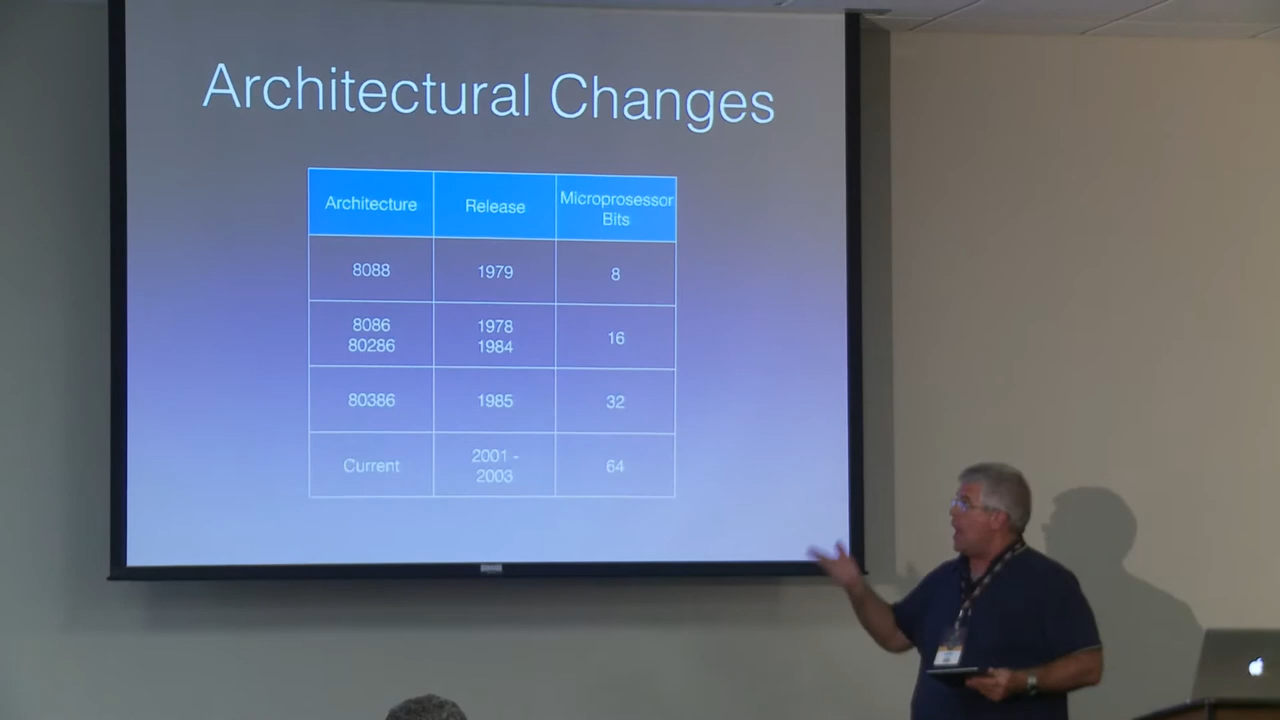 Architectural Changes
Architecture
Release
Microprosessor
Bits
8088
1979
8
8086
80286
1978
1984
16
80386
1985
32
Current
2001 -
2003
64